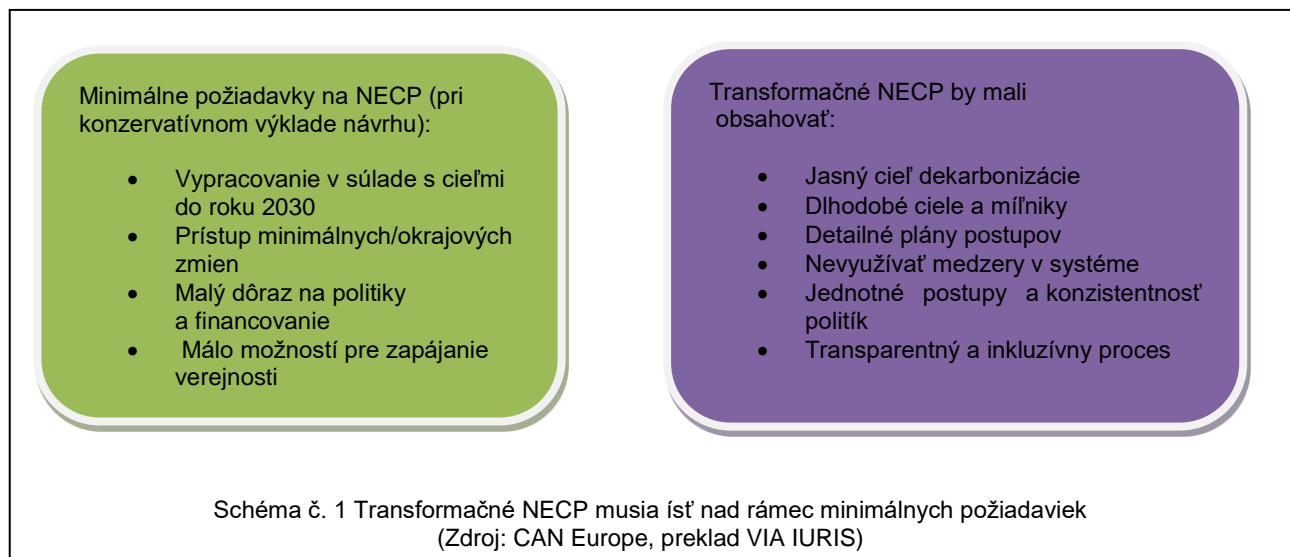 Minimálne požiadavky na NECP (pri
konzervatívnom výklade návrhu):
• Vypracovanie v súlade s cieľmi
do roku 2030
• Prístup minimálnych/okrajových
zmien
• Malý dôraz na politiky
a financovanie
• Málo možností pre zapájanie
verejnosti
Transformačné NECP by mali
obsahovať:
• Jasný cieľ dekarbonizácie
• Dlhodobé ciele a míľniky
• Detailné plány postupov
• Nevyužívať medzery v systéme
• Jednotné postupy a konzistentnosť
politík
• Transparentný a inkluzívny proces
Schéma č. 1 Transformačné NECP musia ísť nad rámec minimálnych požiadaviek
(Zdroj: CAN Europe, preklad VIA IURIS)